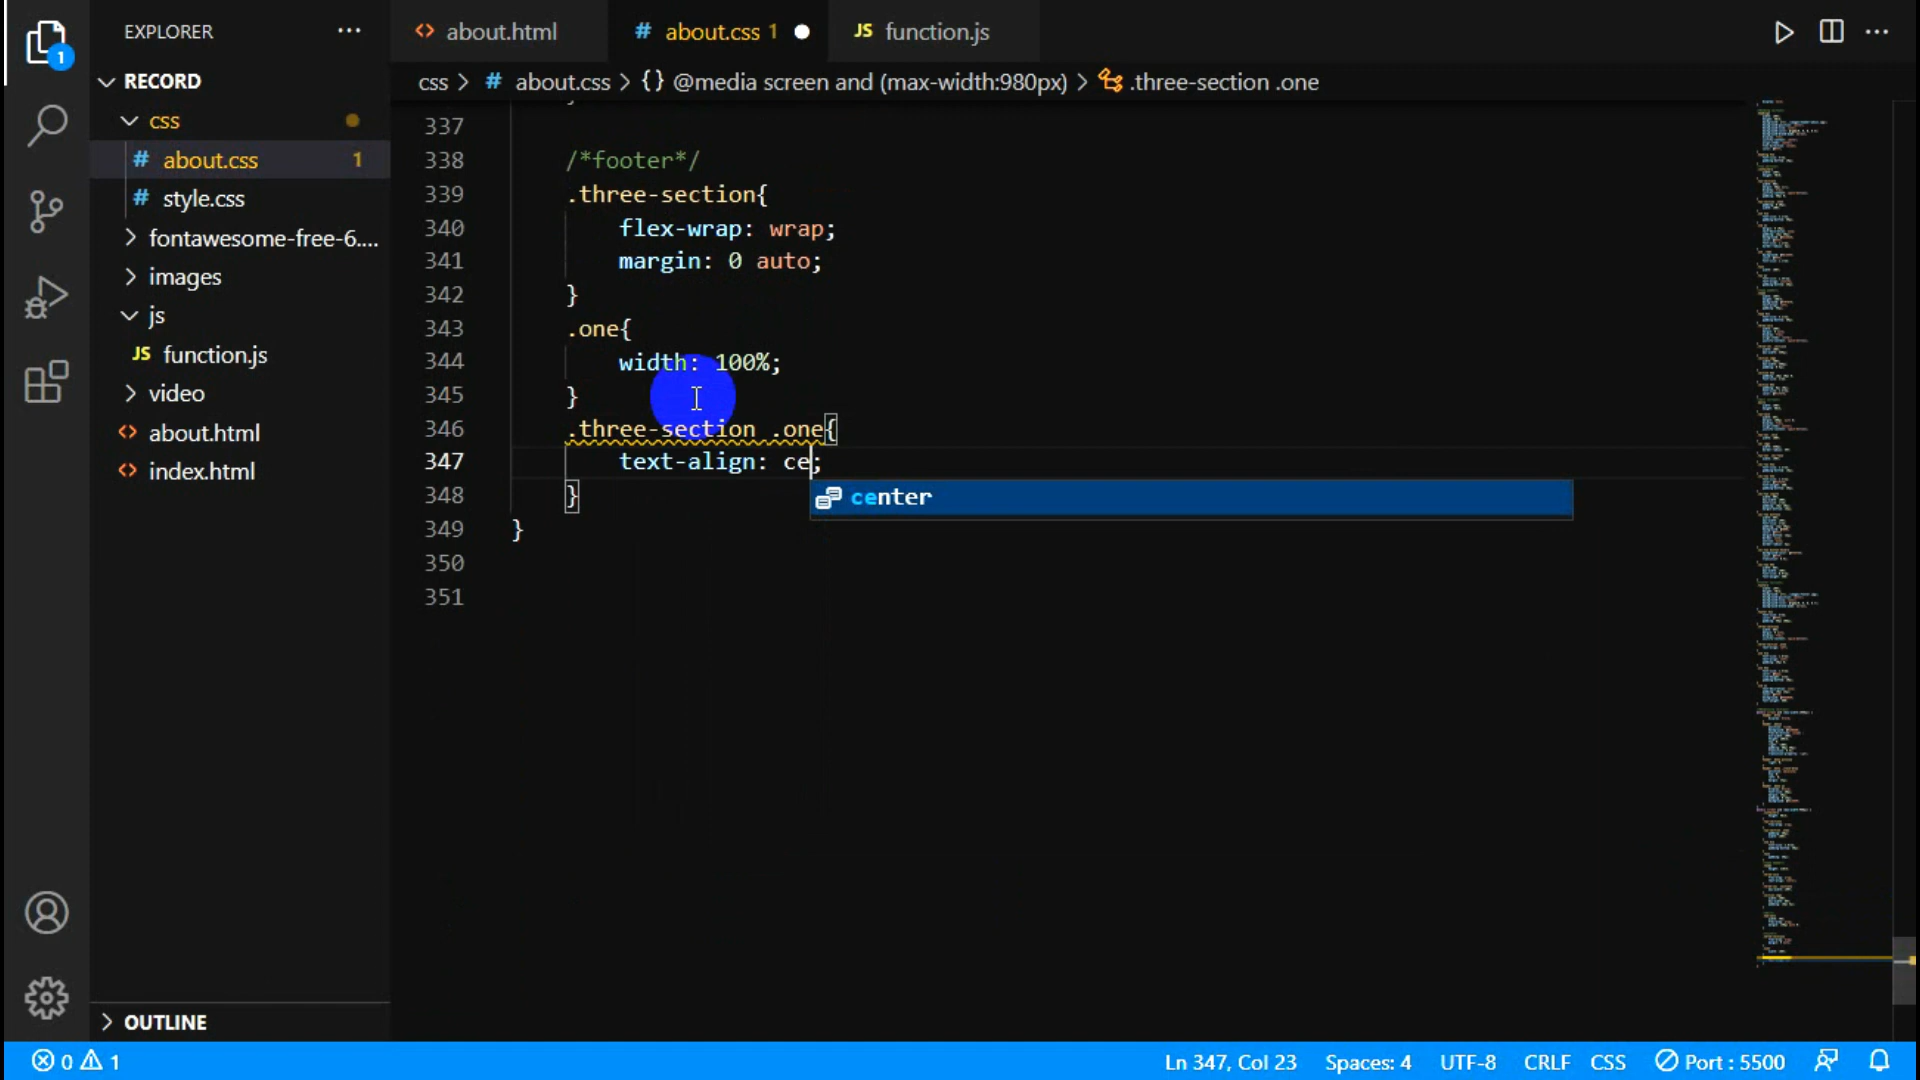 EXPLORER ...
about.html
# about.css 1
JS function.js
...
1
RECORD
css > # about.css > {} @media screen and (max-width:980px) > .three-section .one
css
# about.css 1
# style.css
fontawesome-free-6....
images
js
JS function.js
video
about.html
index.html
337
338 /*footer*/
339 .three-section{
340 flex-wrap: wrap;
341 margin: 0 auto;
342 }
343 .one{
344 width: 100%;
345 }
346 .three-section .one{
347 text-align: ce;
348 }
center
349 }
350
351
OUTLINE
0 1
Ln 347, Col 23 Spaces: 4 UTF-8 CRLF CSS Port : 5500